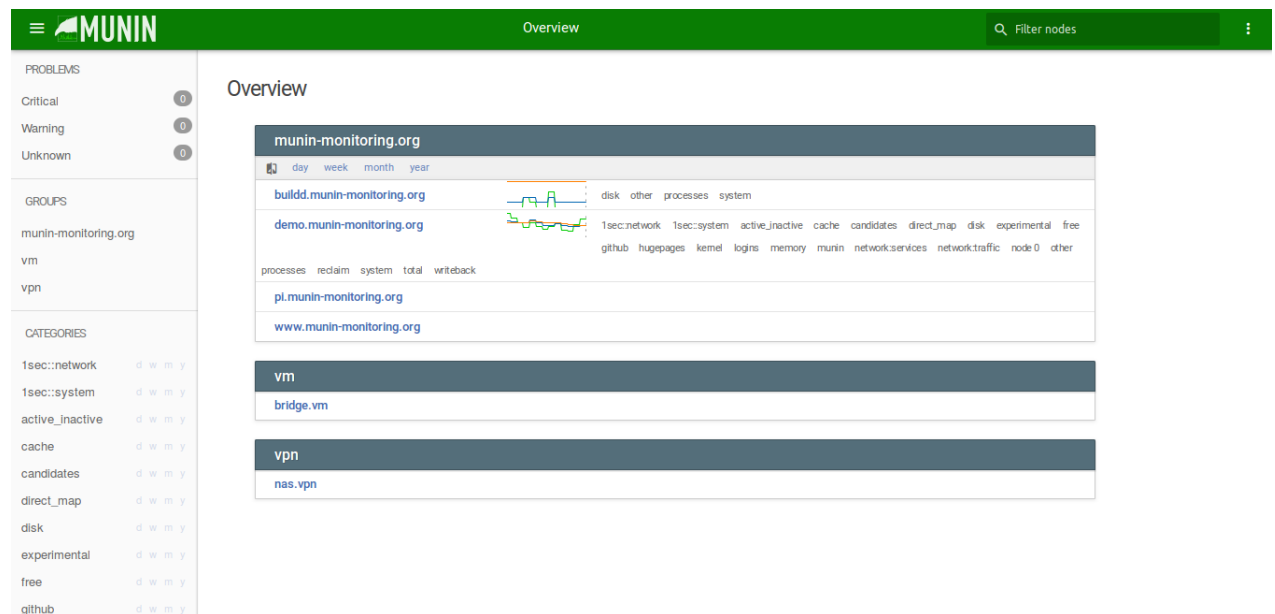 MUNIN
Overview
Filter nodes
PROBLEMS
Critical 0
Warning 0
Unknown 0
GROUPS
munin-monitoring.org
vm
vpn
CATEGORIES
1sec::network d w m y
1sec::system d w m y
active_inactive d w m y
cache d w m y
candidates d w m y
direct_map d w m y
disk d w m y
experimental d w m y
free d w m y
github d w m y
Overview
munin-monitoring.org
day week month year
buildd.munin-monitoring.org disk other processes system
demo.munin-monitoring.org 1sec:network 1sec::system active_inactive cache candidates direct_map disk experimental free
github hugepages kernel logins memory munin network:services network:traffic node 0 other
processes reclaim system total writeback
pi.munin-monitoring.org
www.munin-monitoring.org
vm
bridge.vm
vpn
nas.vpn